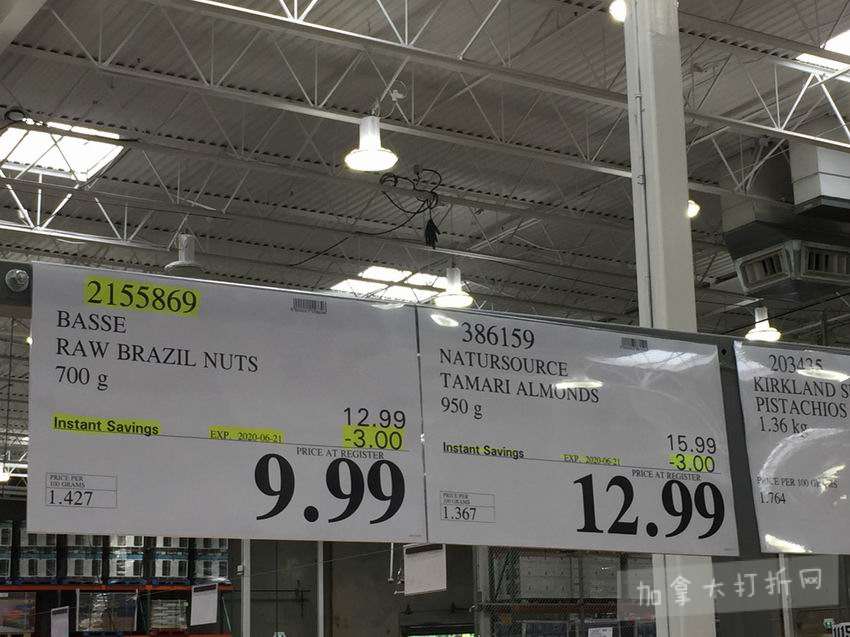 2155869
BASSE
RAW BRAZIL NUTS
700 g
12.99
Instant Savings EXP. 2020-06-21 -3.00
PRICE AT REGISTER
9.99
PRICE PER
100 GRAMS
1.427
386159
NATURSOURCE
TAMARI ALMONDS
950 g
15.99
Instant Savings EXP. 2020-06-21 -3.00
PRICE AT REGISTER
12.99
PRICE PER
100 GRAMS
1.367
203425
KIRKLAND S
PISTACHIOS
1.36 kg
PRICE PER 100 GRAMS
1.764
加拿大打折网